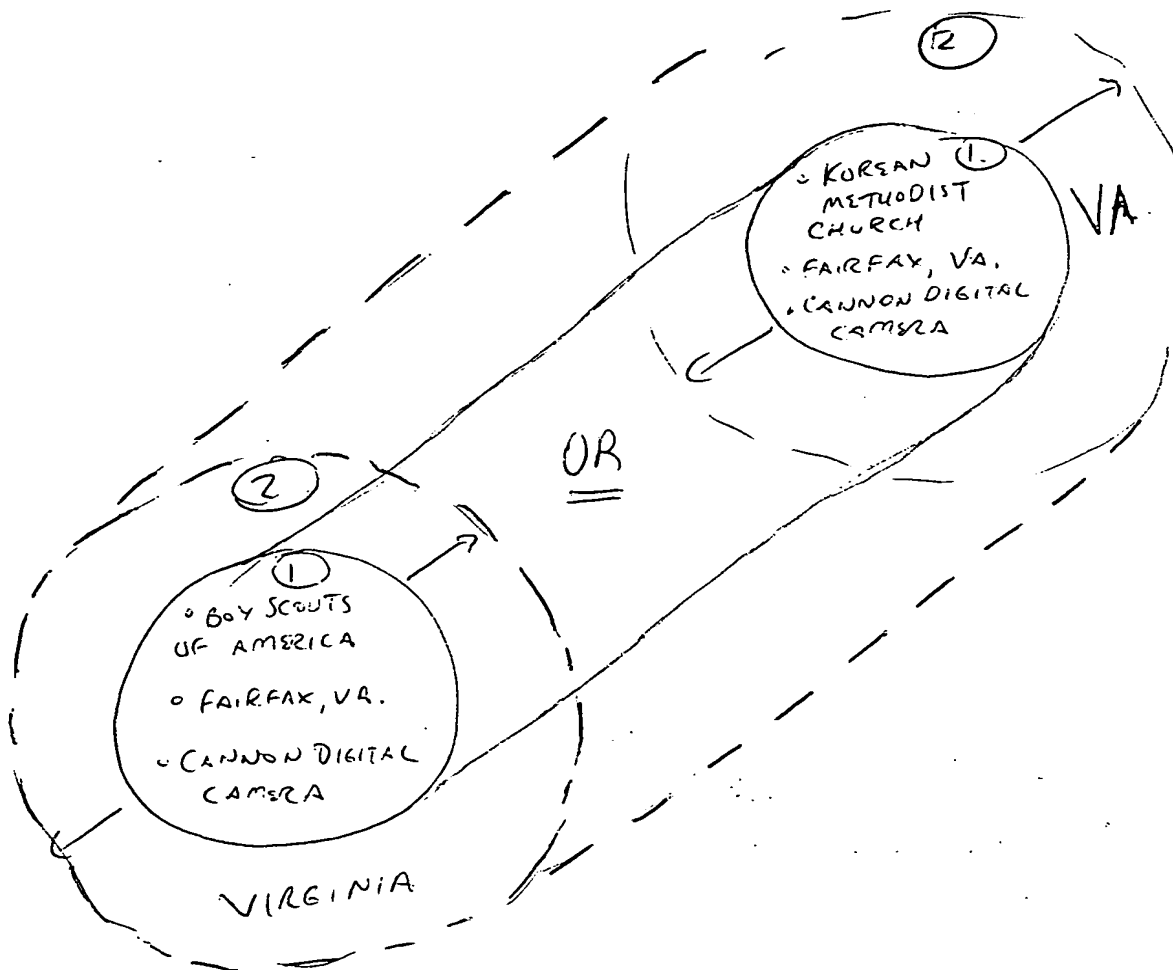 2
1.
• KOREAN
METHODIST
CHURCH
• FAIRFAX, VA.
• CANNON DIGITAL
CAMERA
VA
OR
2
1
• BOY SCOUTS
OF AMERICA
• FAIRFAX, VA.
• CANNON DIGITAL
CAMERA
VIRGINIA